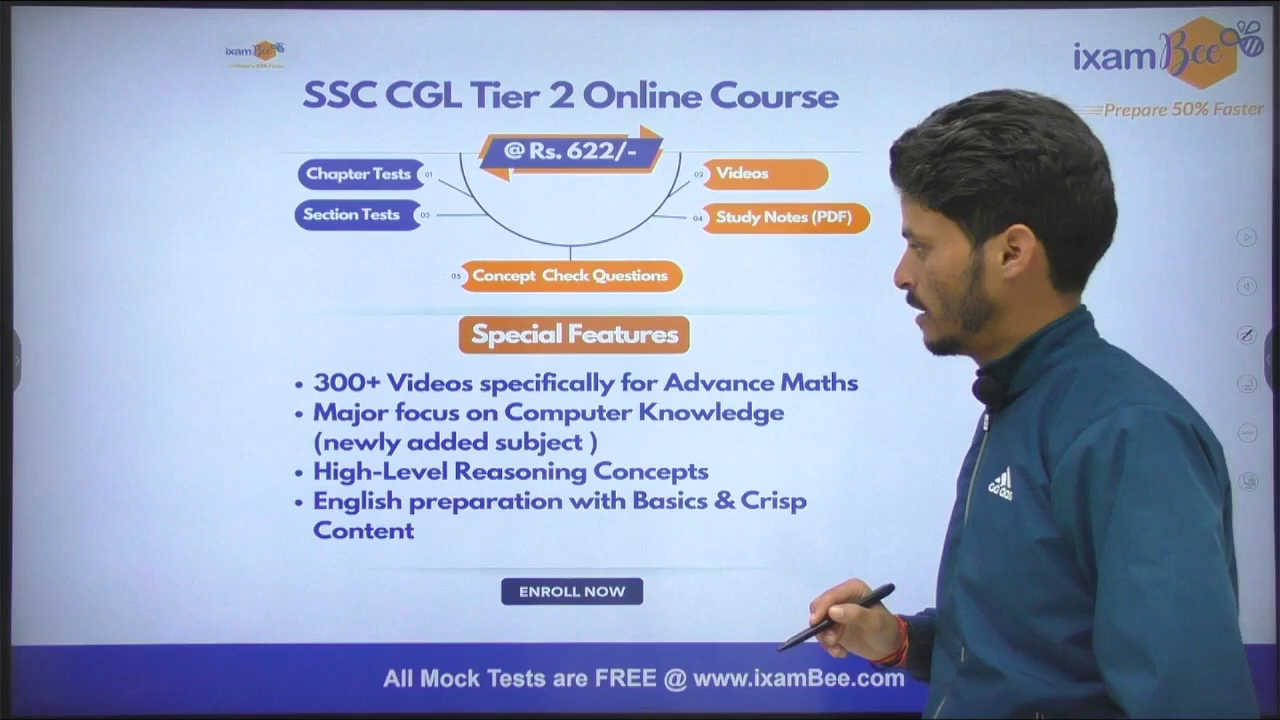 ixamBee
ixamBee
Prepare 50% Faster
SSC CGL Tier 2 Online Course
@ Rs. 622/-
Chapter Tests 01
Videos
Section Tests 03
04 Study Notes (PDF)
05 Concept Check Questions
Special Features
• 300+ Videos specifically for Advance Maths
• Major focus on Computer Knowledge
(newly added subject )
• High-Level Reasoning Concepts
• English preparation with Basics & Crisp
Content
ENROLL NOW
adidas
All Mock Tests are FREE @ www.ixamBee.com